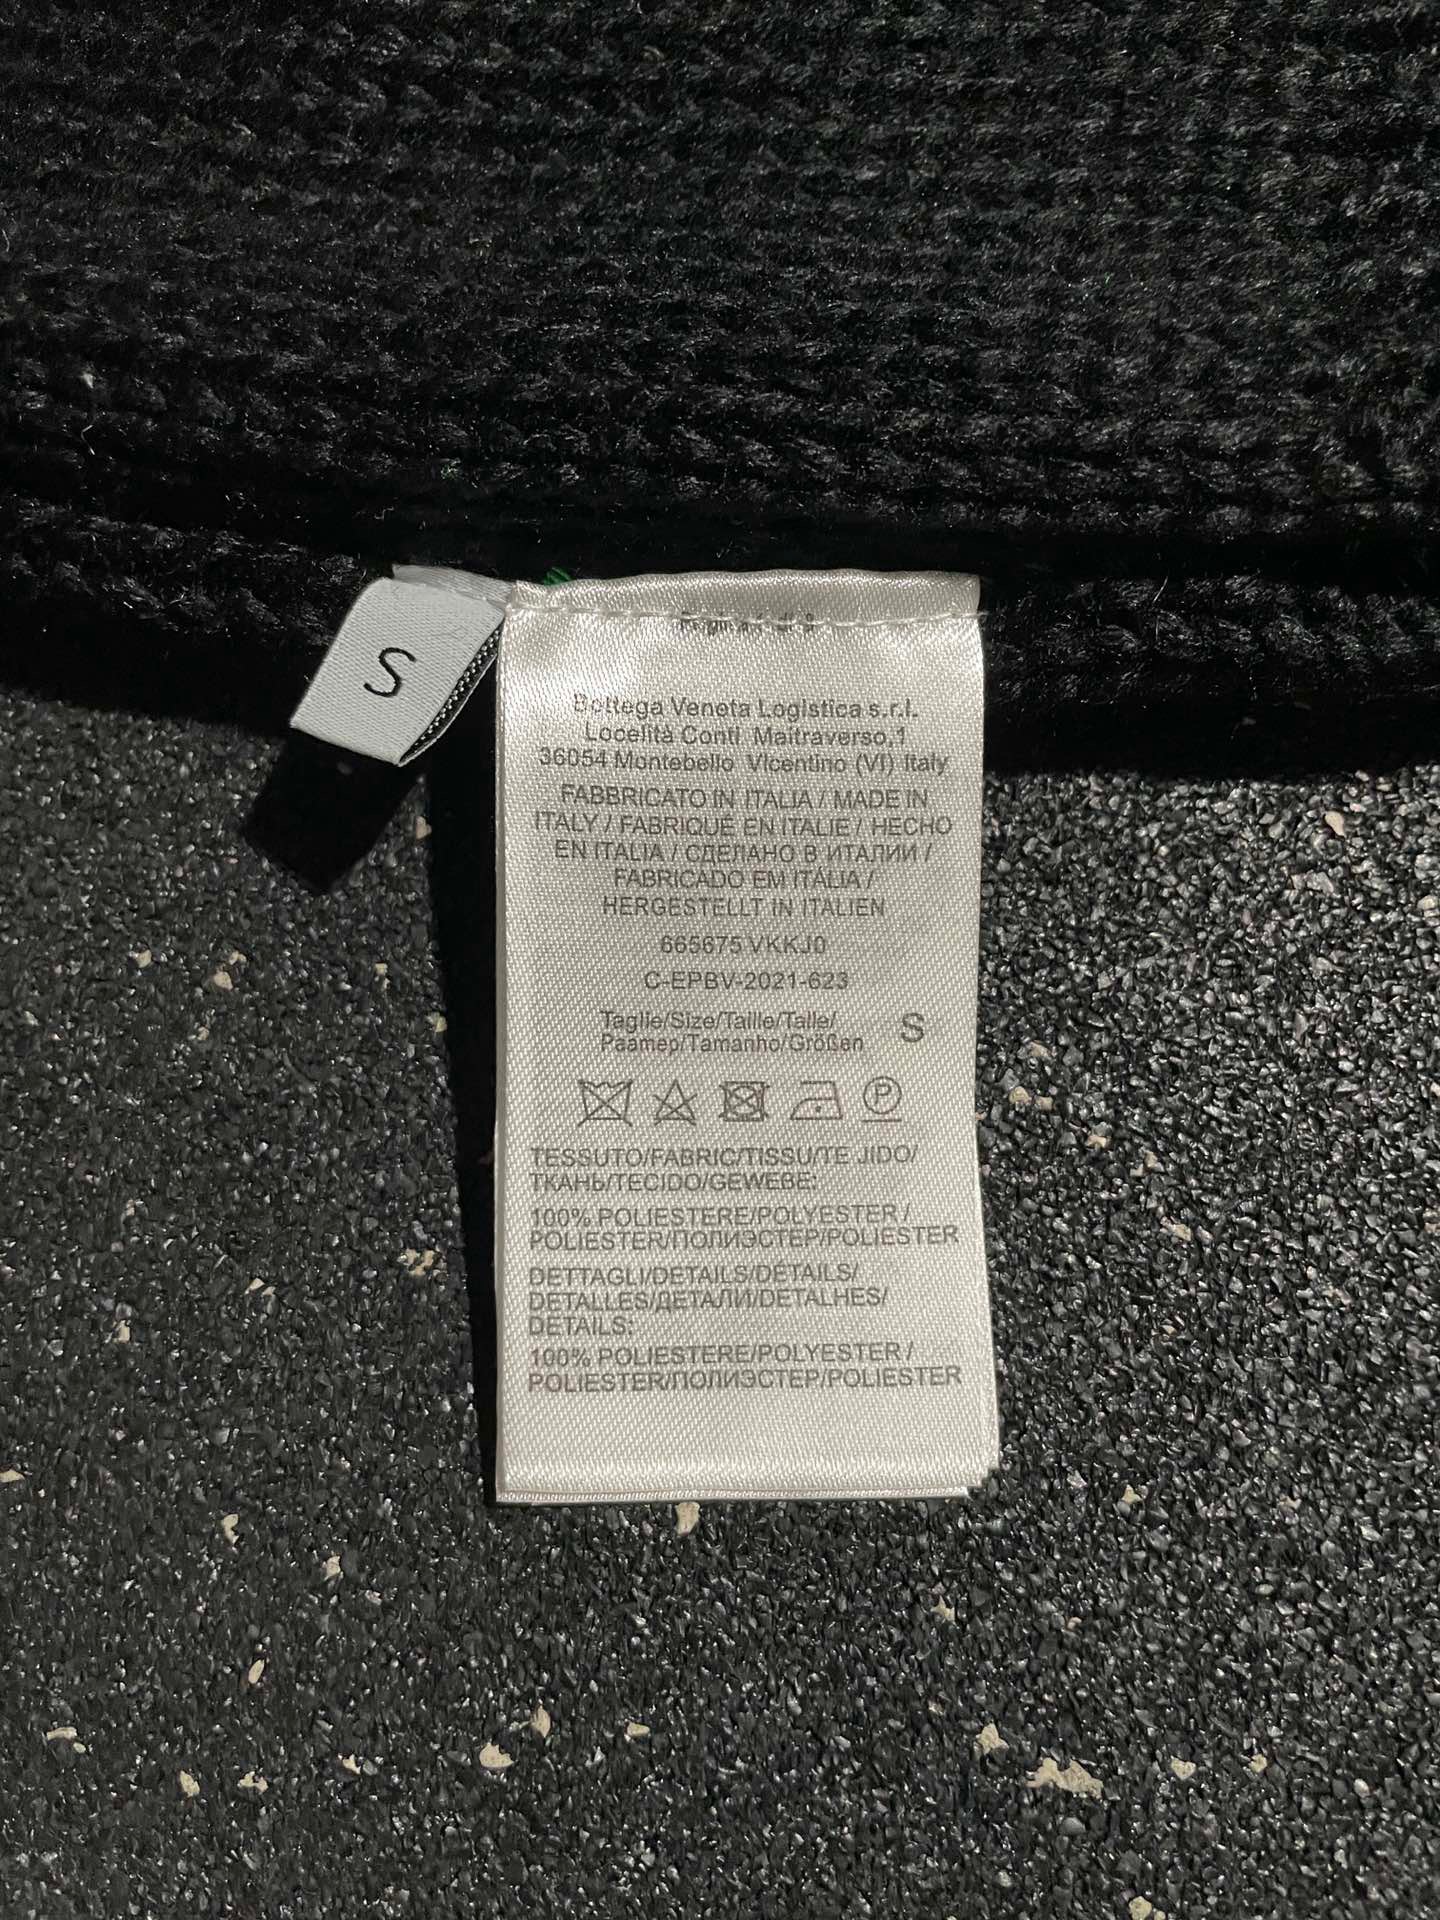 S
Bottega Veneta Logistica s.r.l.
Località Conti Maltraverso,1
36054 Montebello Vicentino (VI) Italy
FABBRICATO IN ITALIA / MADE IN
ITALY / FABRIQUÉ EN ITALIE / HECHO
EN ITALIA / СДЕЛАНО В ИТАЛИИ /
FABRICADO EM ITÁLIA /
HERGESTELLT IN ITALIEN
665675 VKKJ0
C-EPBV-2021-623
Taglie/Size/Taille/Talle/
Размер/Tamanho/Größen S
P
TESSUTO/FABRIC/TISSU/TE JIDO/
ТКАНЬ/TECIDO/GEWEBE:
100% POLIESTERE/POLYESTER /
POLIESTER/ПОЛИЭСТЕР/POLIESTER
DETTAGLI/DETAILS/DÉTAILS/
DETALLES/ДЕТАЛИ/DETALHES/
DETAILS:
100% POLIESTERE/POLYESTER /
POLIESTER/ПОЛИЭСТЕР/POLIESTER